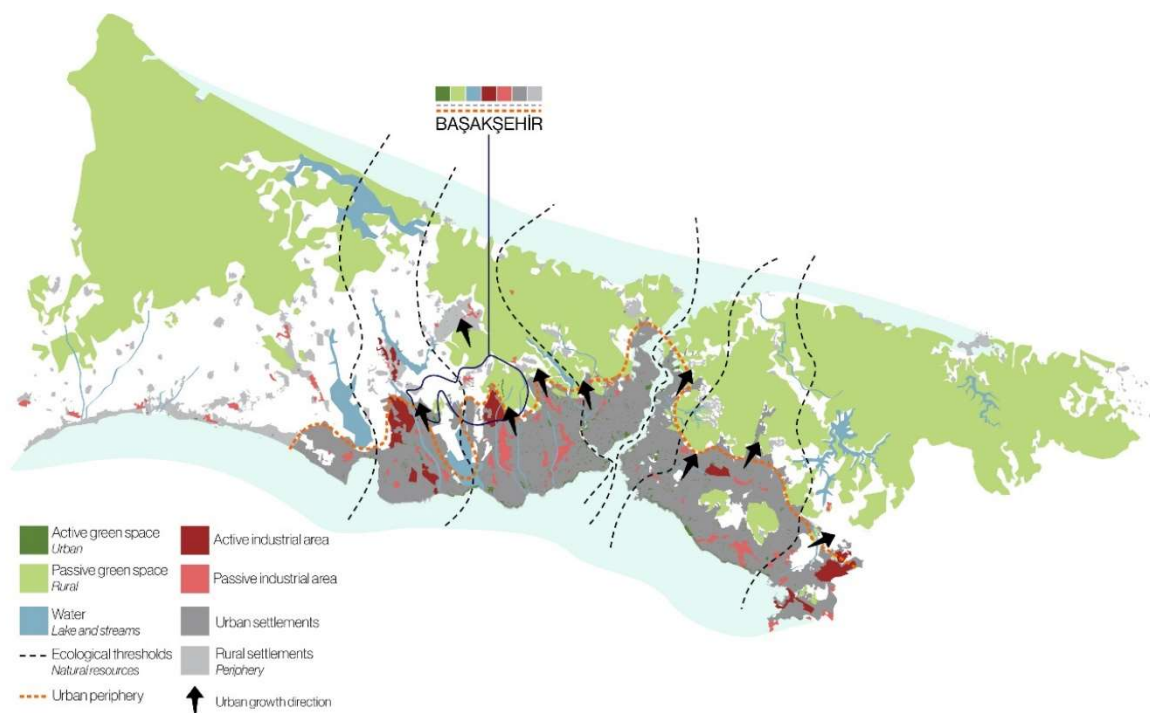 BAŞAKŞEHİR
Active green space
Urban
Passive green space
Rural
Water
Lake and streams
Ecological thresholds
Natural resources
Urban periphery
Active industrial area
Passive industrial area
Urban settlements
Rural settlements
Periphery
Urban growth direction